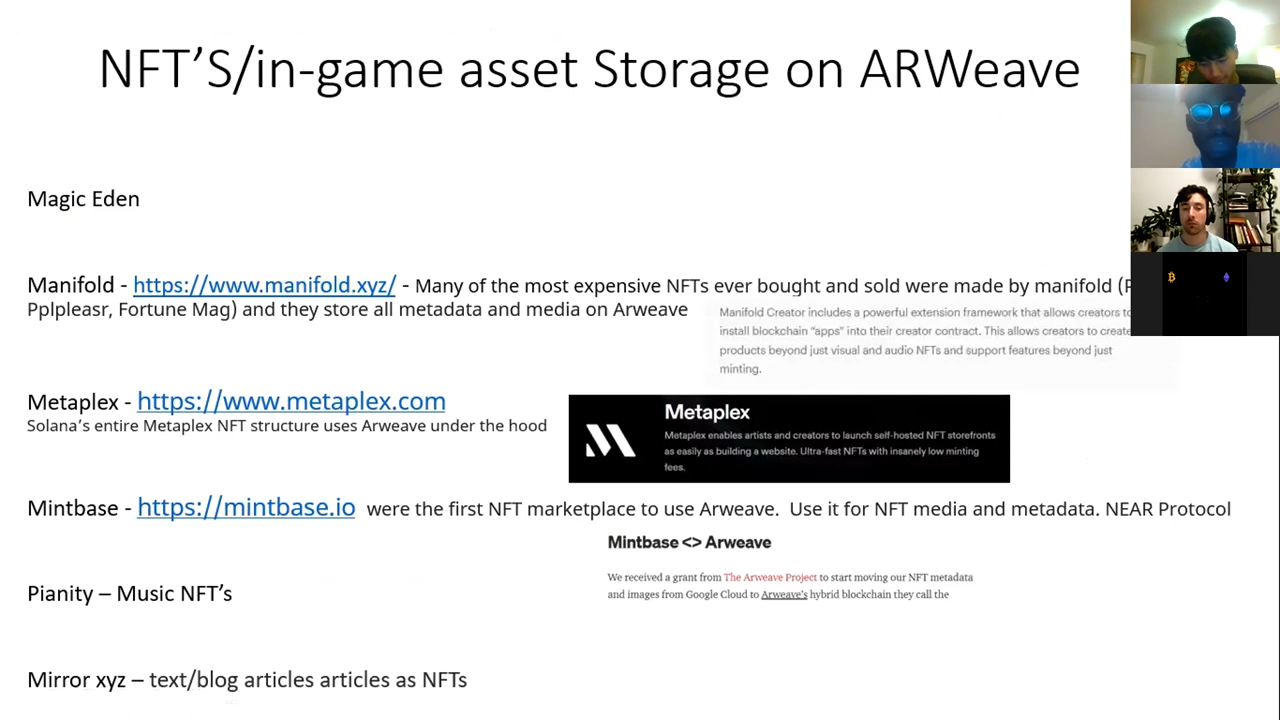 NFT'S/in-game asset Storage on ARWeave
Magic Eden
Manifold - https://www.manifold.xyz/ - Many of the most expensive NFTs ever bought and sold were made by manifold (
Pplpleasr, Fortune Mag) and they store all metadata and media on Arweave
Manifold Creator includes a powerful extension framework that allows creators to
install blockchain “apps” into their creator contract. This allows creators to create
products beyond just visual and audio NFTs and support features beyond just
minting.
Metaplex - https://www.metaplex.com
Solana's entire Metaplex NFT structure uses Arweave under the hood
Metaplex
Metaplex enables artists and creators to launch self-hosted NFT storefronts
as easily as building a website. Ultra-fast NFTs with insanely low minting
fees.
Mintbase - https://mintbase.io were the first NFT marketplace to use Arweave. Use it for NFT media and metadata. NEAR Protocol
Mintbase <> Arweave
We received a grant from The Arweave Project to start moving our NFT metadata
and images from Google Cloud to Arweave's hybrid blockchain they call the
Pianity – Music NFT's
Mirror xyz – text/blog articles articles as NFTs